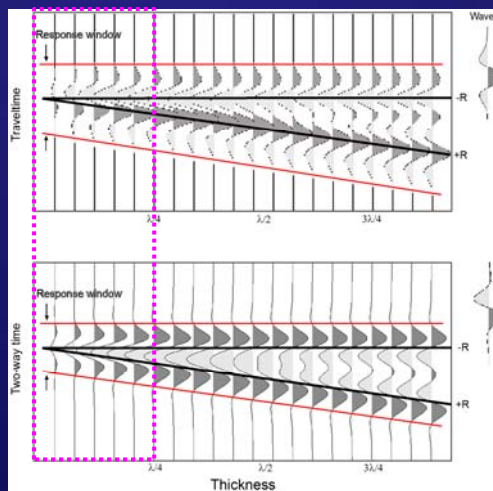 Wave
Response window
-R
Traveltime
+R
λ/4 λ/2 3λ/4
Response window
-R
Two-way time
+R
λ/4 λ/2 3λ/4
Thickness